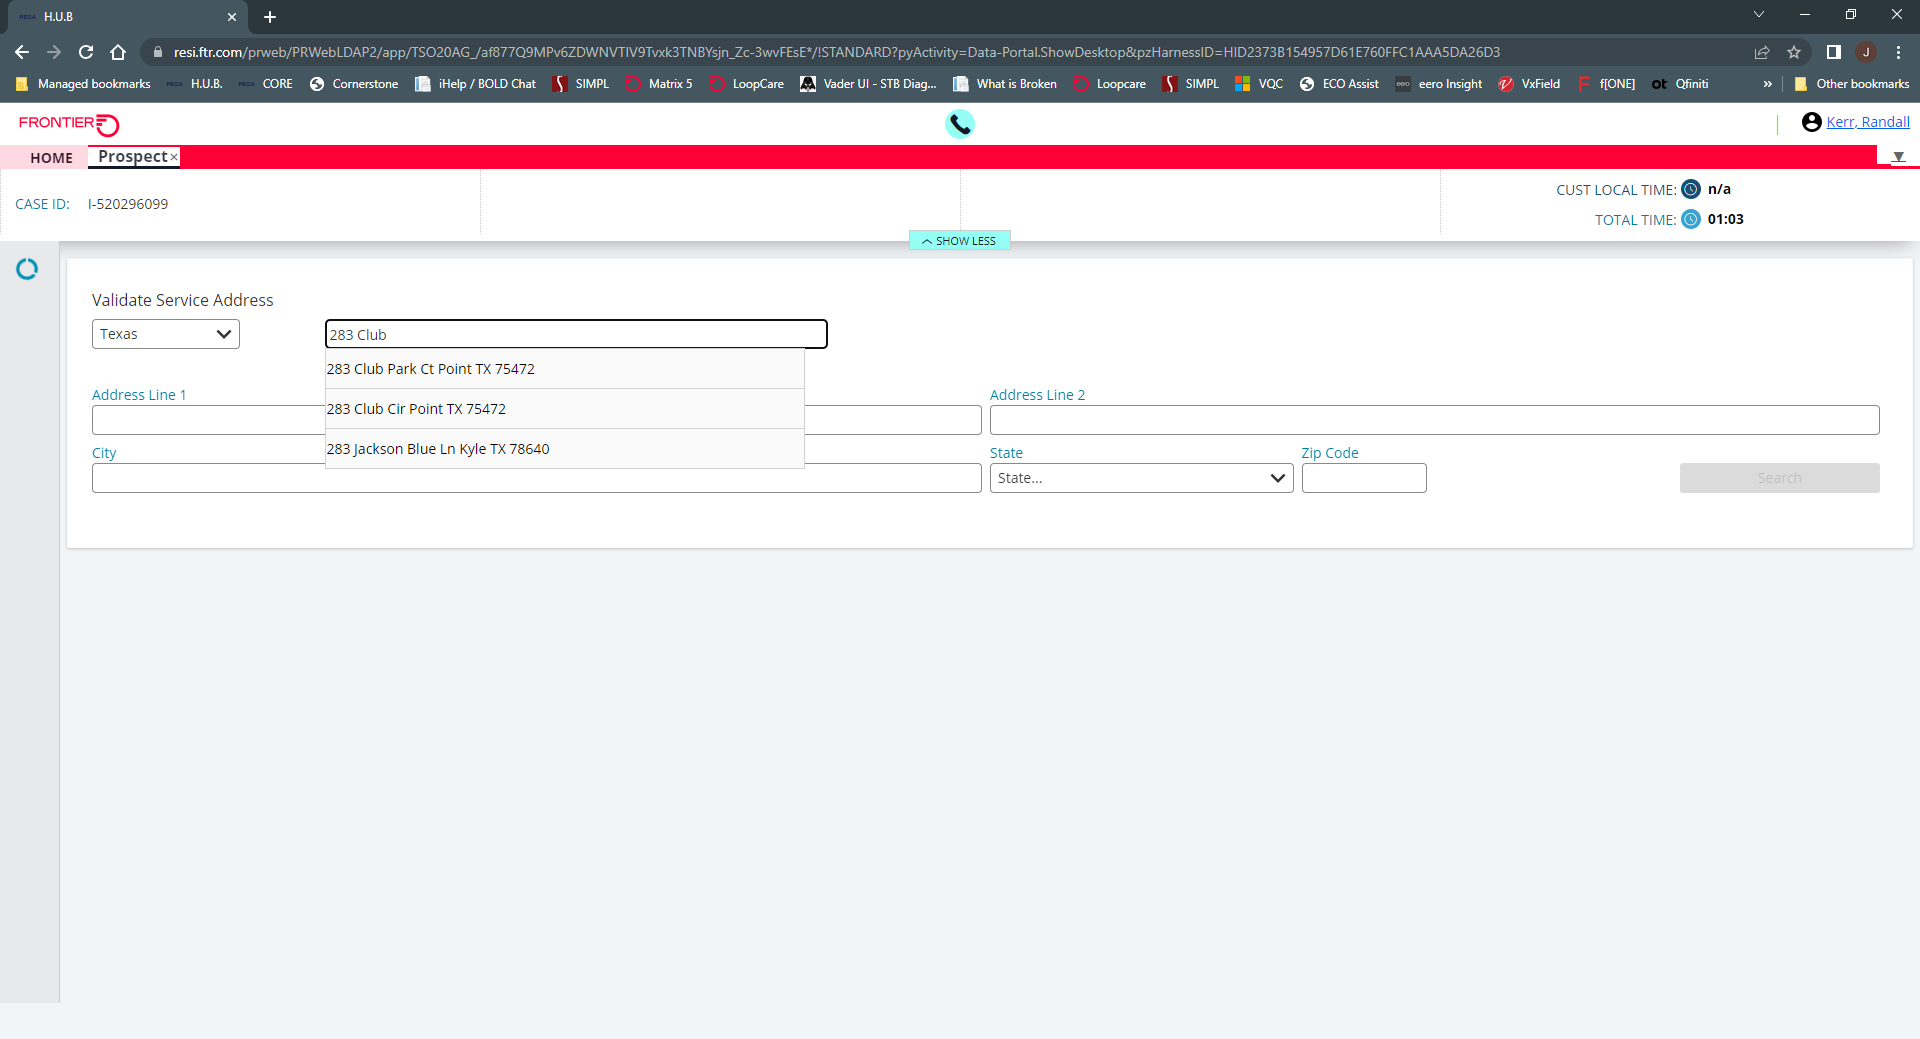 H.U.B
resi.ftr.com/prweb/PRWebLDAP2/app/TSO20AG_/af877Q9MPv6ZDWNVTIV9Tvxk3TNBYsjn_Zc-3wvFEsE*/!STANDARD?pyActivity=Data-Portal.ShowDesktop&pzHarnessID=HID2373B154957D61E760FFC1AAA5DA26D3
J
Managed bookmarks H.U.B. CORE Cornerstone iHelp / BOLD Chat SIMPL Matrix 5 LoopCare Vader UI - STB Diag... What is Broken Loopcare SIMPL VQC ECO Assist eero eero Insight VxField f[ONE] ot Qfiniti » Other bookmarks
FRONTIER
Kerr, Randall
HOME Prospect×
CUST LOCAL TIME: n/a
CASE ID: I-520296099
TOTAL TIME: 01:03
SHOW LESS
Validate Service Address
Texas 283 Club
283 Club Park Ct Point TX 75472
Address Line 1 Address Line 2
283 Club Cir Point TX 75472
283 Jackson Blue Ln Kyle TX 78640
City State Zip Code
State... Search